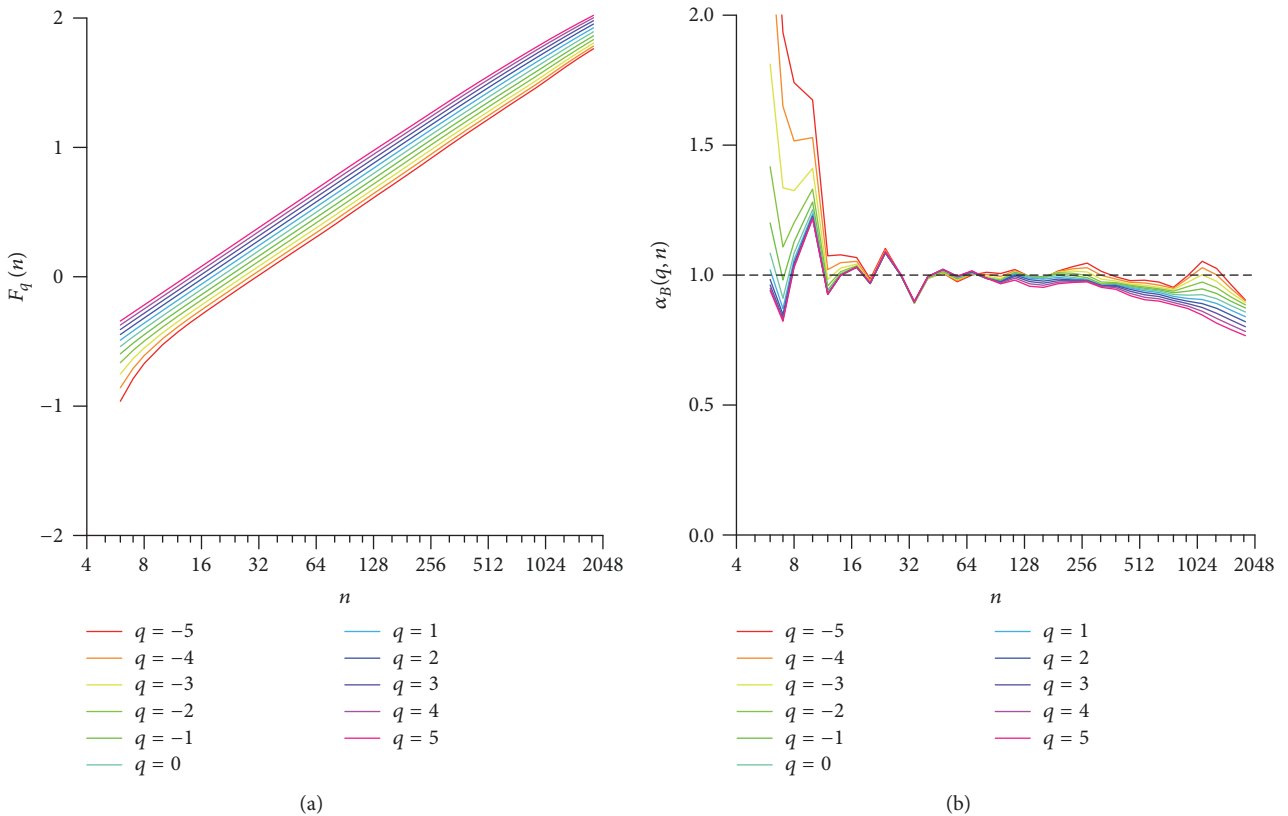 2
1
0
−1
−2
F_q (n)
4 8 16 32 64 128 256 512 1024 2048
n
q = −5
q = −4
q = −3
q = −2
q = −1
q = 0
q = 1
q = 2
q = 3
q = 4
q = 5
(a)
2.0
1.5
1.0
0.5
0.0
α_B(q, n)
4 8 16 32 64 128 256 512 1024 2048
n
q = −5
q = −4
q = −3
q = −2
q = −1
q = 0
q = 1
q = 2
q = 3
q = 4
q = 5
(b)